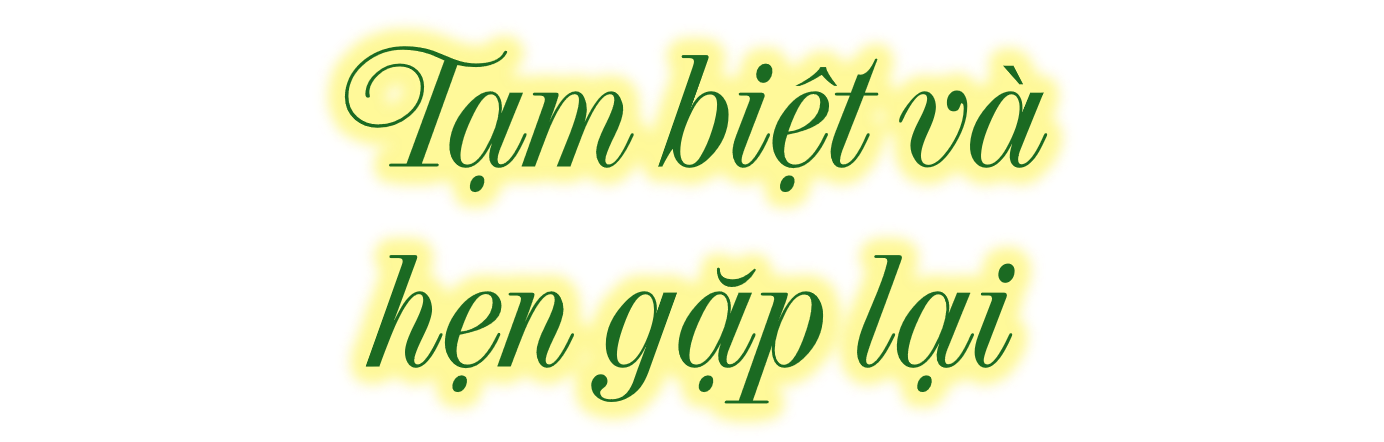 Tạm biệt và
hẹn gặp lại